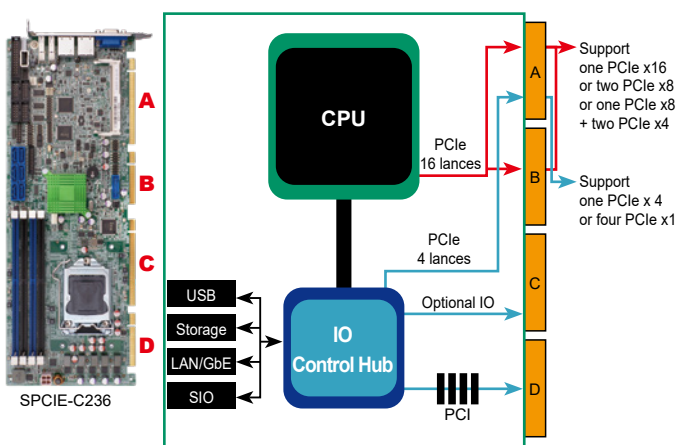 A
B
C
D
SPCIE-C236
CPU
PCIe
16 lances
PCIe
4 lances
Optional IO
IO
Control Hub
USB
Storage
LAN/GbE
SIO
PCI
A
B
C
D
Support
one PCIe x16
or two PCIe x8
or one PCIe x8
+ two PCIe x4
Support
one PCIe x 4
or four PCIe x1